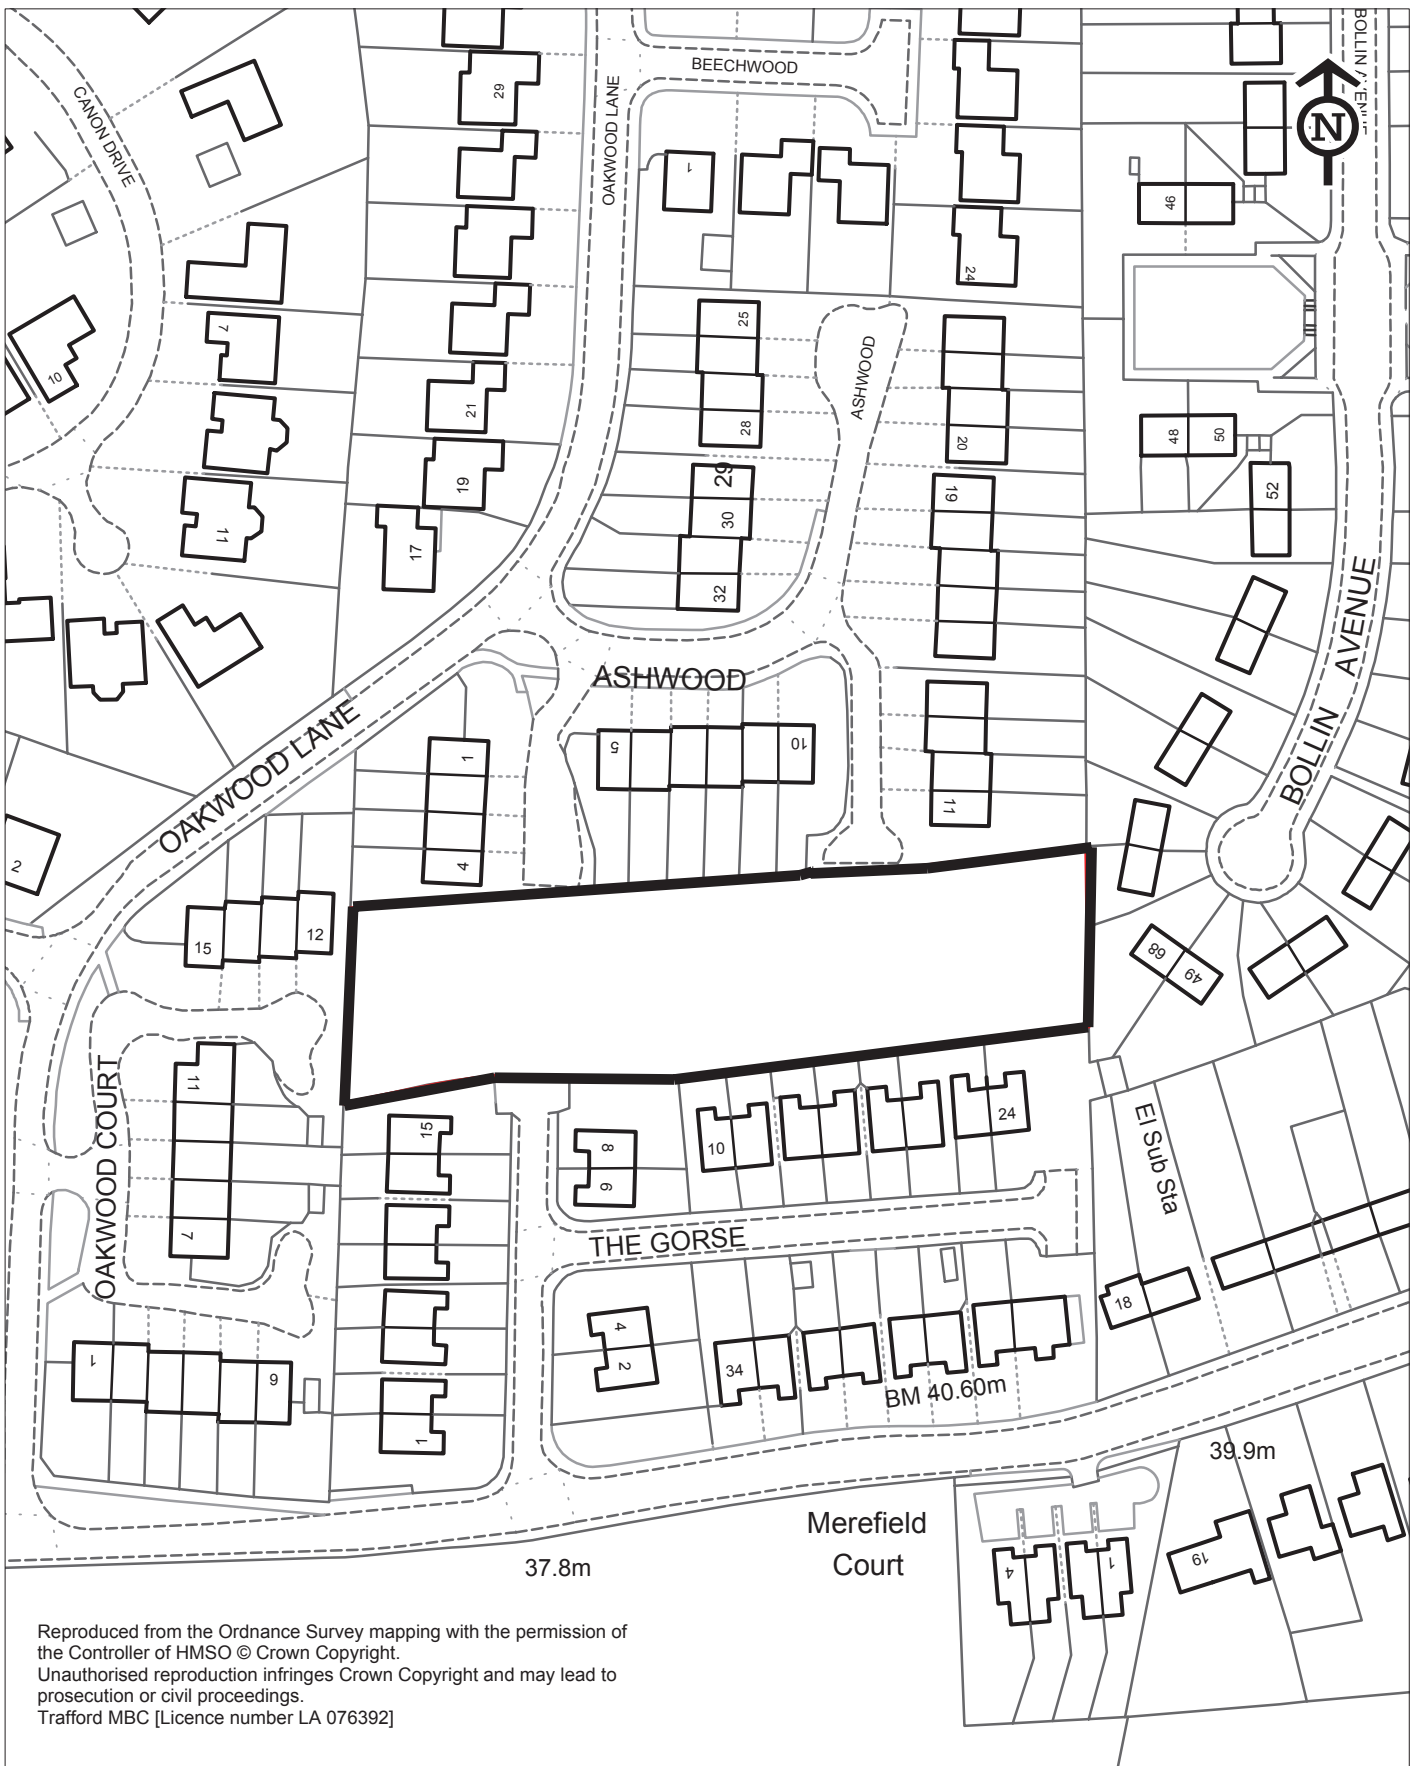 BEECHWOOD
BOLLIN AVENUE
CANON DRIVE
29
OAKWOOD LANE
1
N
46
24
7
25
10
ASHWOOD
21
28
20
48
50
19
29
19
52
30
17
11
32
AVENUE
ASHWOOD
OAKWOOD LANE
BOLLIN
1
5
10
11
2
4
15
12
68
49
OAKWOOD COURT
11
15
10
24
El Sub Sta
8
6
7
THE GORSE
18
4
2
34
1
9
BM 40.60m
1
39.9m
Merefield
Court
37.8m
4
1
19
Reproduced from the Ordnance Survey mapping with the permission of
the Controller of HMSO © Crown Copyright.
Unauthorised reproduction infringes Crown Copyright and may lead to
prosecution or civil proceedings.
Trafford MBC [Licence number LA 076392]